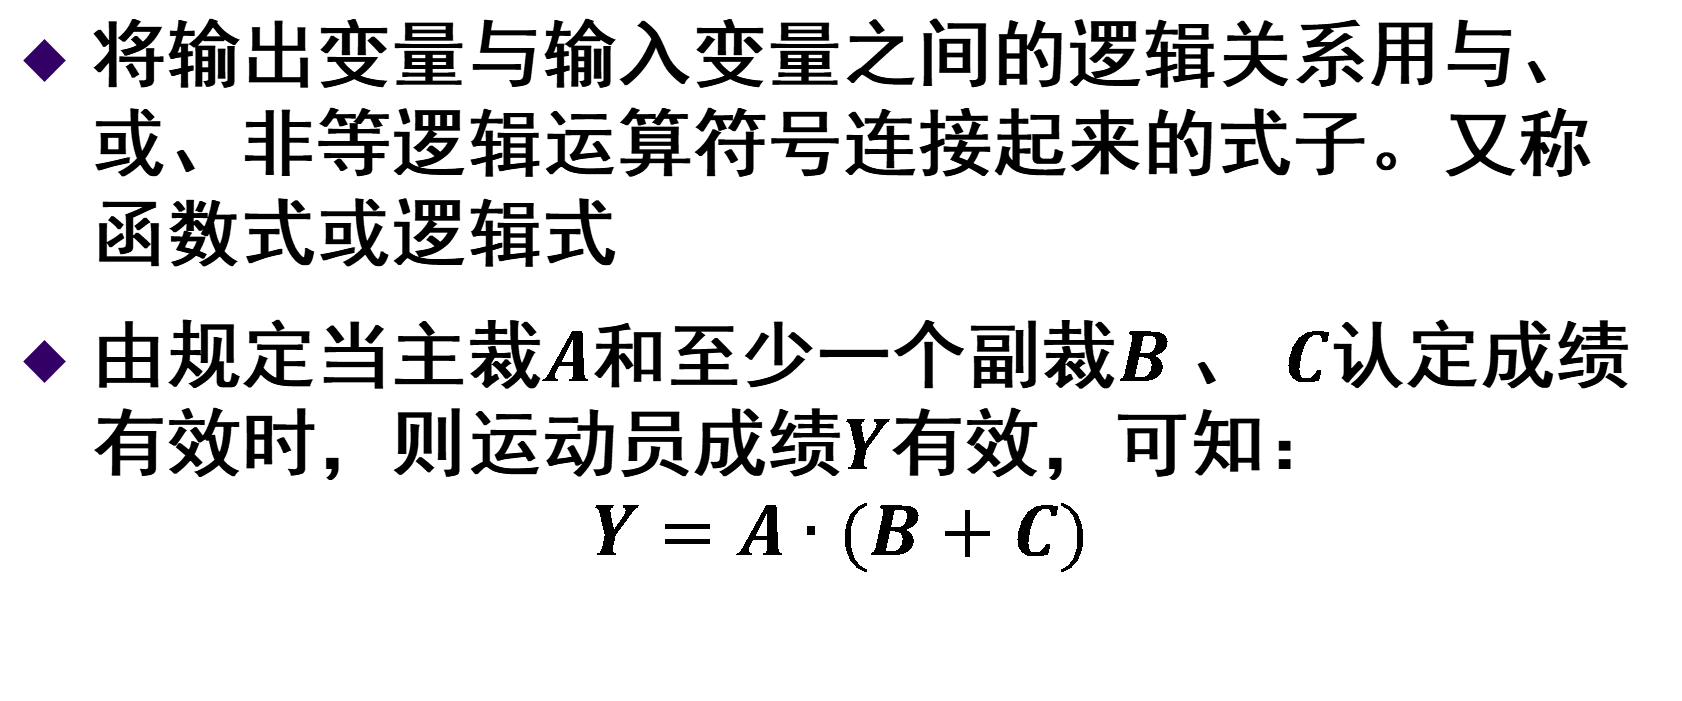 ◆ 将输出变量与输入变量之间的逻辑关系用与、
或、非等逻辑运算符号连接起来的式子。又称
函数式或逻辑式
◆ 由规定当主裁A和至少一个副裁B 、 C认定成绩
有效时，则运动员成绩Y有效，可知：
Y = A · (B + C)